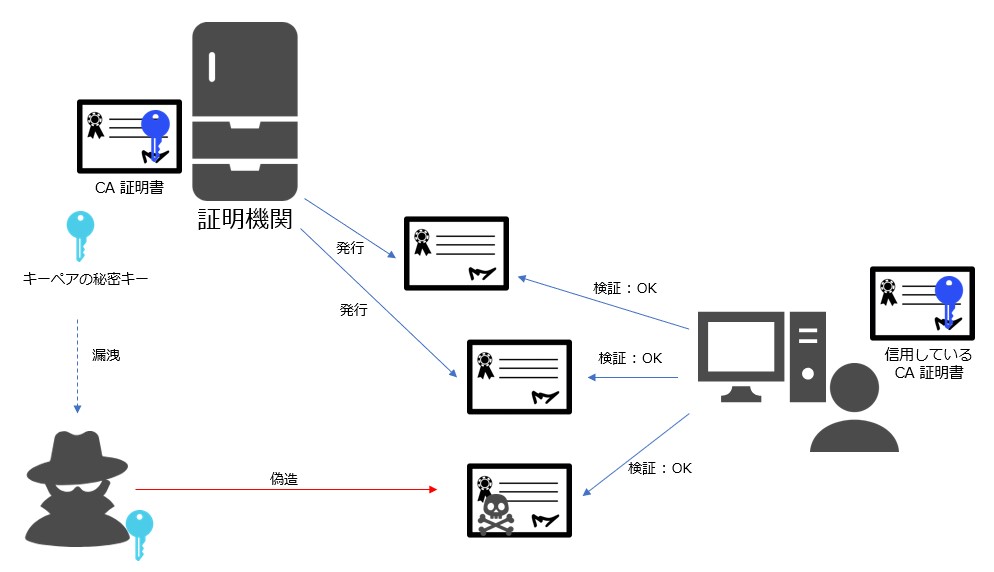 CA 証明書
証明機関
キーペアの秘密キー
発行
発行
検証：OK
検証：OK
検証：OK
信用している
CA 証明書
漏洩
偽造